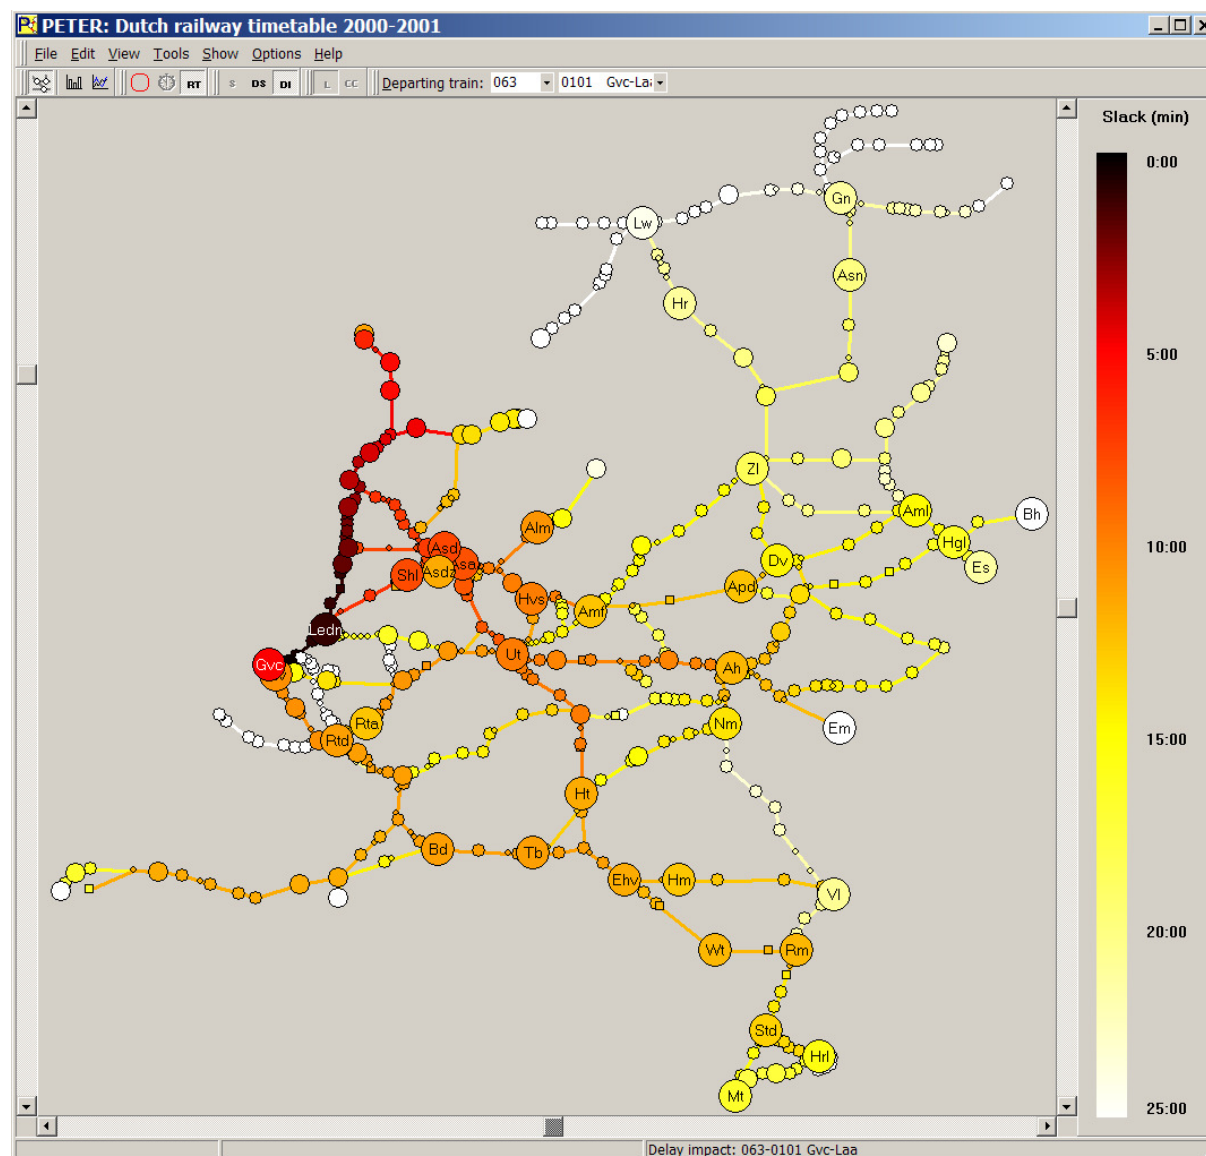 PETER: Dutch railway timetable 2000-2001
File Edit View Tools Show Options Help
RT S DS DI L CC Departing train: 063 0101 Gvc-Laa
Slack (min)
0:00
5:00
10:00
15:00
20:00
25:00
Gn
Lw
Asn
Hr
Zl
Aml
Bh
Alm
Hgl
Asd
Dv
Es
Asdz
Shl
Apd
Hvs
Amf
Ledn
Ut
Gvc
Ah
Rta
Nm
Em
Rtd
Ht
Bd
Tb
Ehv
Hm
Vl
Wt
Rm
Std
Hrl
Mt
Delay impact: 063-0101 Gvc-Laa